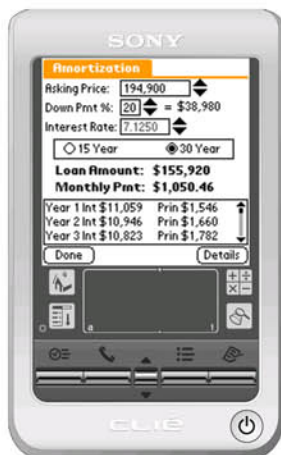 SONY
Amortization
Asking Price: 194,900
Down Pmt %: 20 = $38,980
Interest Rate: 7.1250
15 Year 30 Year
Loan Amount: $155,920
Monthly Pmt: $1,050.46
Year 1 Int $11,059 Prin $1,546
Year 2 Int $10,946 Prin $1,660
Year 3 Int $10,823 Prin $1,782
Done Details
a 1
CLIÉ